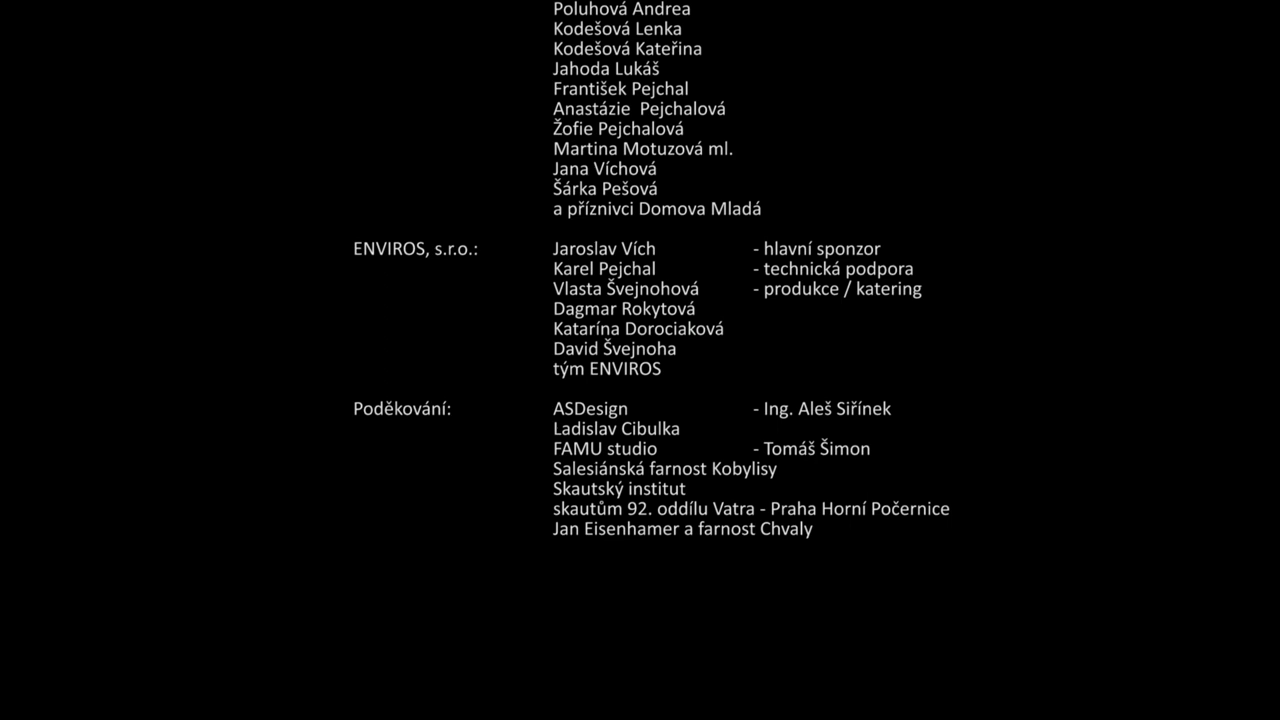 Poluhová Andrea
Kodešová Lenka
Kodešová Kateřina
Jahoda Lukáš
František Pejchal
Anastázie  Pejchalová
Žofie Pejchalová
Martina Motuzová ml.
Jana Víchová
Šárka Pešová
a příznivci Domova Mladá
ENVIROS, s.r.o.: Jaroslav Vích - hlavní sponzor
Karel Pejchal - technická podpora
Vlasta Švejnohová - produkce / katering
Dagmar Rokytová
Katarína Dorociaková
David Švejnoha
tým ENVIROS
Poděkování: ASDesign - Ing. Aleš Siřínek
Ladislav Cibulka
FAMU studio - Tomáš Šimon
Salesiánská farnost Kobylisy
Skautský institut
skautům 92. oddílu Vatra - Praha Horní Počernice
Jan Eisenhamer a farnost Chvaly